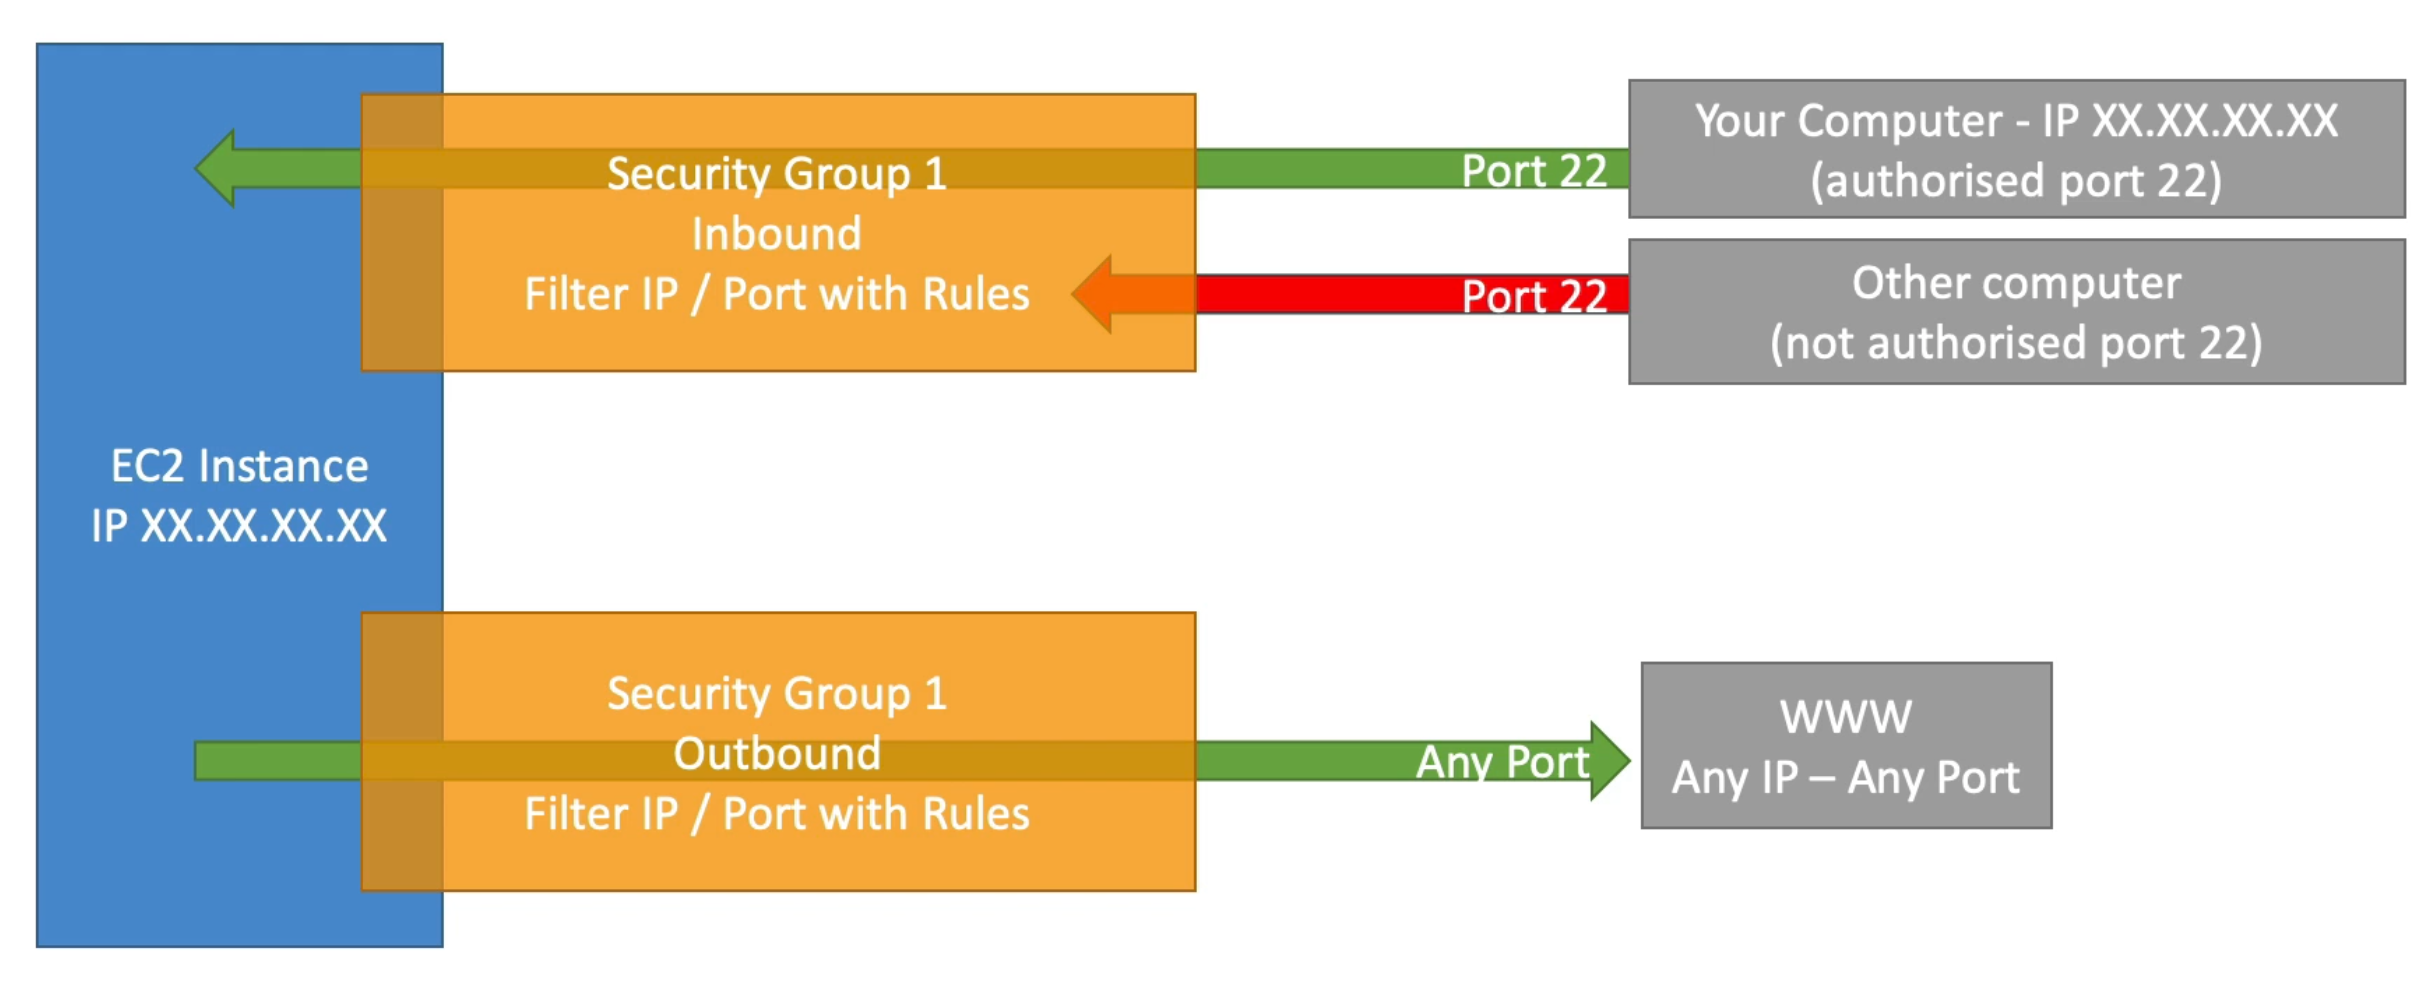 Security Group 1
Inbound
Filter IP / Port with Rules
Port 22
Your Computer - IP XX.XX.XX.XX
(authorised port 22)
Port 22
Other computer
(not authorised port 22)
EC2 Instance
IP XX.XX.XX.XX
Security Group 1
Outbound
Filter IP / Port with Rules
Any Port
WWW
Any IP – Any Port